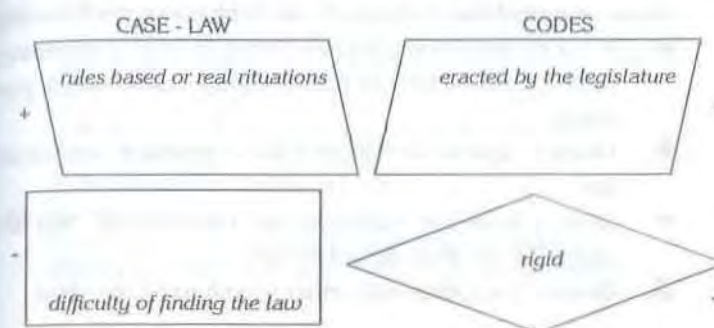 CASE - LAW CODES
+ rules based or real rituations eracted by the legislature
- difficulty of finding the law rigid